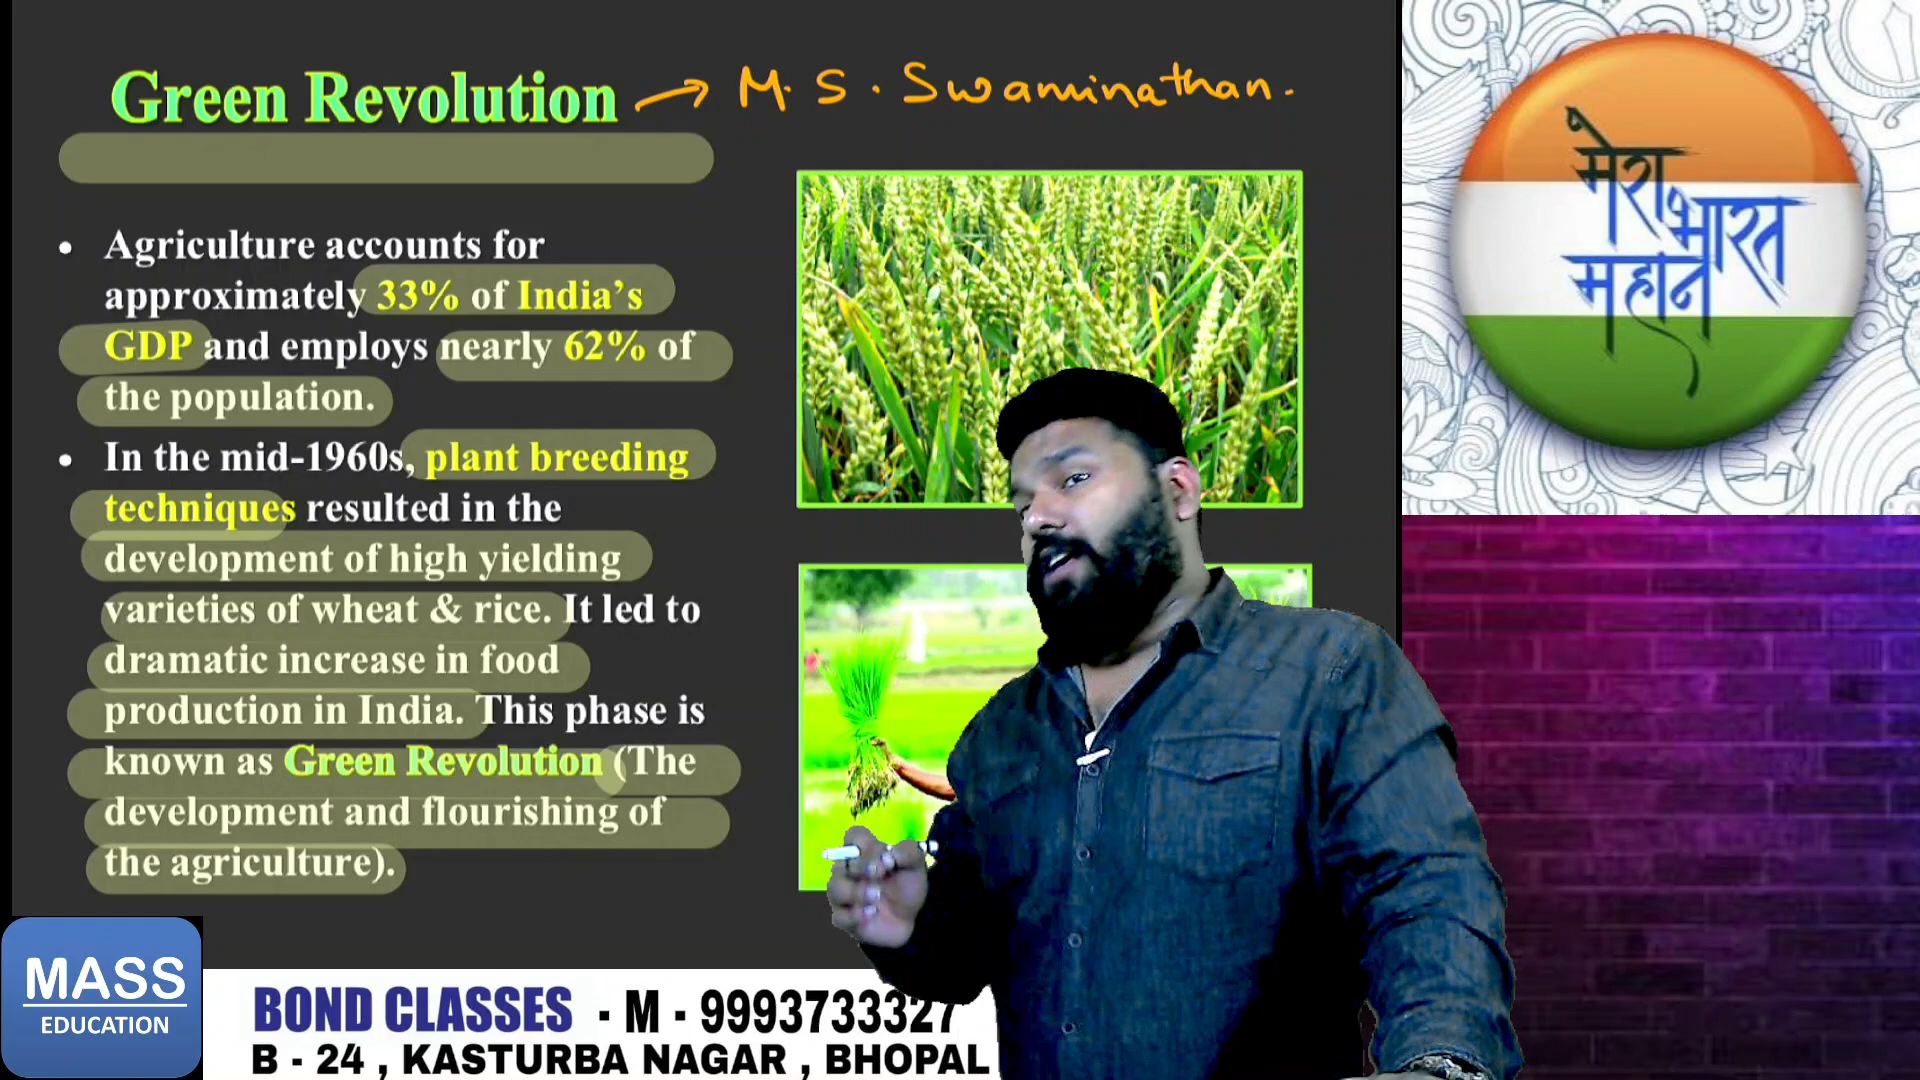 Green Revolution → M. S. Swaminathan.
• Agriculture accounts for
approximately 33% of India’s
GDP and employs nearly 62% of
the population.
• In the mid-1960s, plant breeding
techniques resulted in the
development of high yielding
varieties of wheat & rice. It led to
dramatic increase in food
production in India. This phase is
known as Green Revolution (The
development and flourishing of
the agriculture).
मेरा
भारत
महान
MASS
EDUCATION
BOND CLASSES - M - 9993733327
B - 24 , KASTURBA NAGAR , BHOPAL